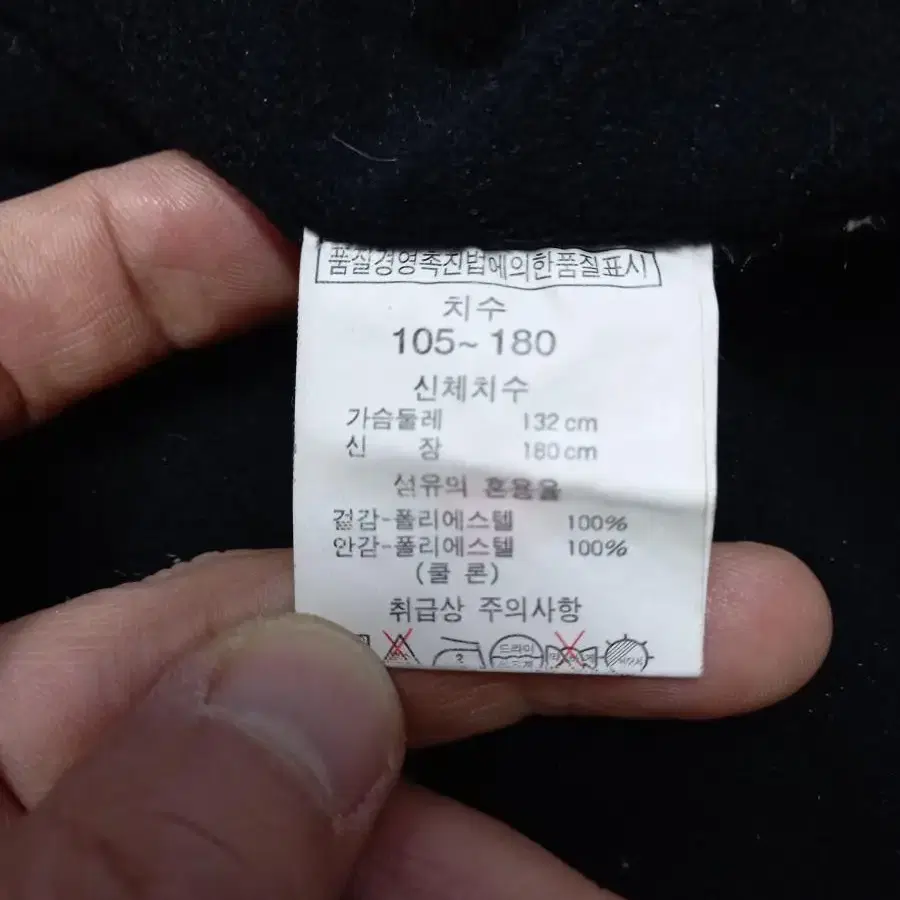 품질경영촉진법에의한품질표시
치수
105~ 180
신체치수
가슴둘레 132 cm
신 장 180 cm
섬유의 혼용율
겉감-폴리에스텔 100%
안감-폴리에스텔 100%
(쿨 론)
취급상 주의사항
드라이